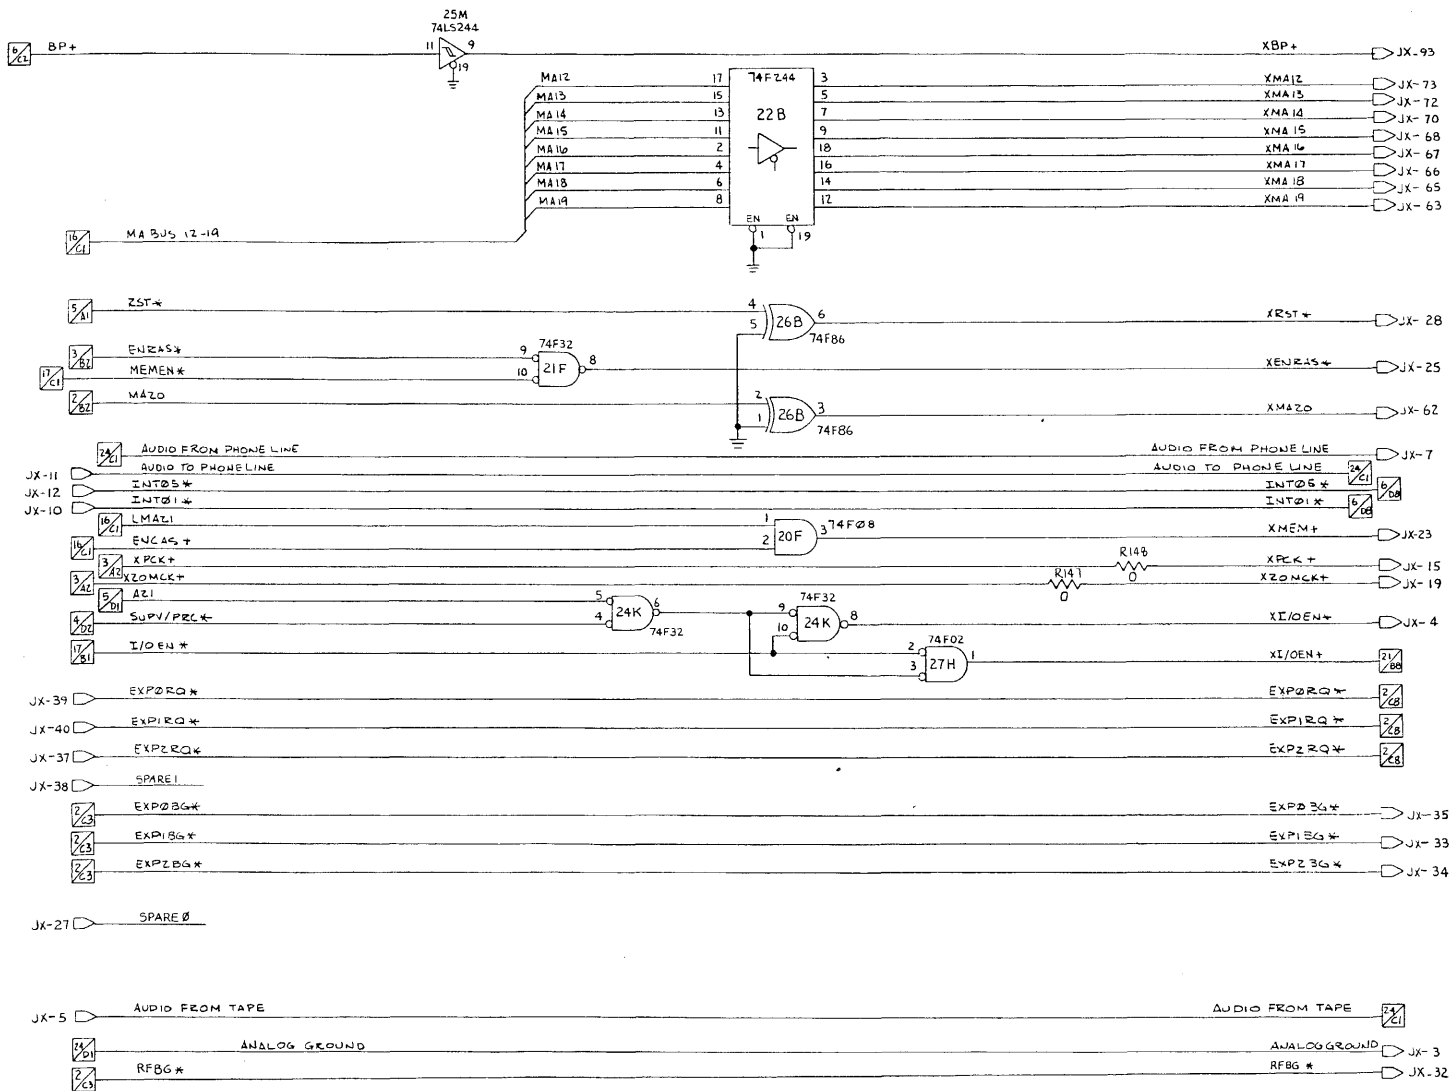 25M
74LS244
6/C2 BP+ 11 9 XBP+ JX-93
19
74F244
22B
MA12 17 3 XMA12 JX-73
MA13 15 5 XMA13 JX-72
MA14 13 7 XMA14 JX-70
MA15 11 9 XMA15 JX-68
MA16 2 18 XMA16 JX-67
MA17 4 16 XMA17 JX-66
MA18 6 14 XMA18 JX-65
MA19 8 12 XMA19 JX-63
EN EN
1 19
16/C1 MA BUS 12-19
5/A1 ZST* 4 5 26B 6 XRST* JX-28
74F86
74F32
3/B2 ENRAS* 9 21F 8 XENRAS* JX-25
17/C1 MEMEN* 10
2/B2 MA20 2 1 26B 3 XMA20 JX-62
74F86
24/C1 AUDIO FROM PHONE LINE AUDIO FROM PHONE LINE JX-7
JX-11 AUDIO TO PHONE LINE AUDIO TO PHONE LINE 24/C1
JX-12 INTØ5* INTØ5* 6/D8
JX-10 INTØ1* INTØ1* 6/D8
16/C1 LMA21 1 20F 3 74FØ8 XMEM+ JX-23
16/C1 ENCAS+ 2
3/A2 XPCK+ R148 0 XPCK+ JX-15
3/A2 X20MCK+ R147 0 X20MCK+ JX-19
5/D1 A21 5 24K 6 74F32
4/D2 SUPV/PRC* 4
74F32
9 10 24K 8 XI/OEN+ JX-4
17/B1 I/OEN*
74F02
2 3 27H 1 XI/OEN+ 21/B8
JX-39 EXPØRQ* EXPØRQ* 2/C8
JX-40 EXP1RQ* EXP1RQ* 2/C8
JX-37 EXP2RQ* EXP2RQ* 2/C8
JX-38 SPARE1
2/C3 EXPØBG* EXPØBG* JX-35
2/C3 EXP1BG* EXP1BG* JX-33
2/C3 EXP2BG* EXP2BG* JX-34
JX-27 SPAREØ
JX-5 AUDIO FROM TAPE AUDIO FROM TAPE 24/C1
24/D1 ANALOG GROUND ANALOG GROUND JX-3
2/C3 RFBG* RFBG* JX-32